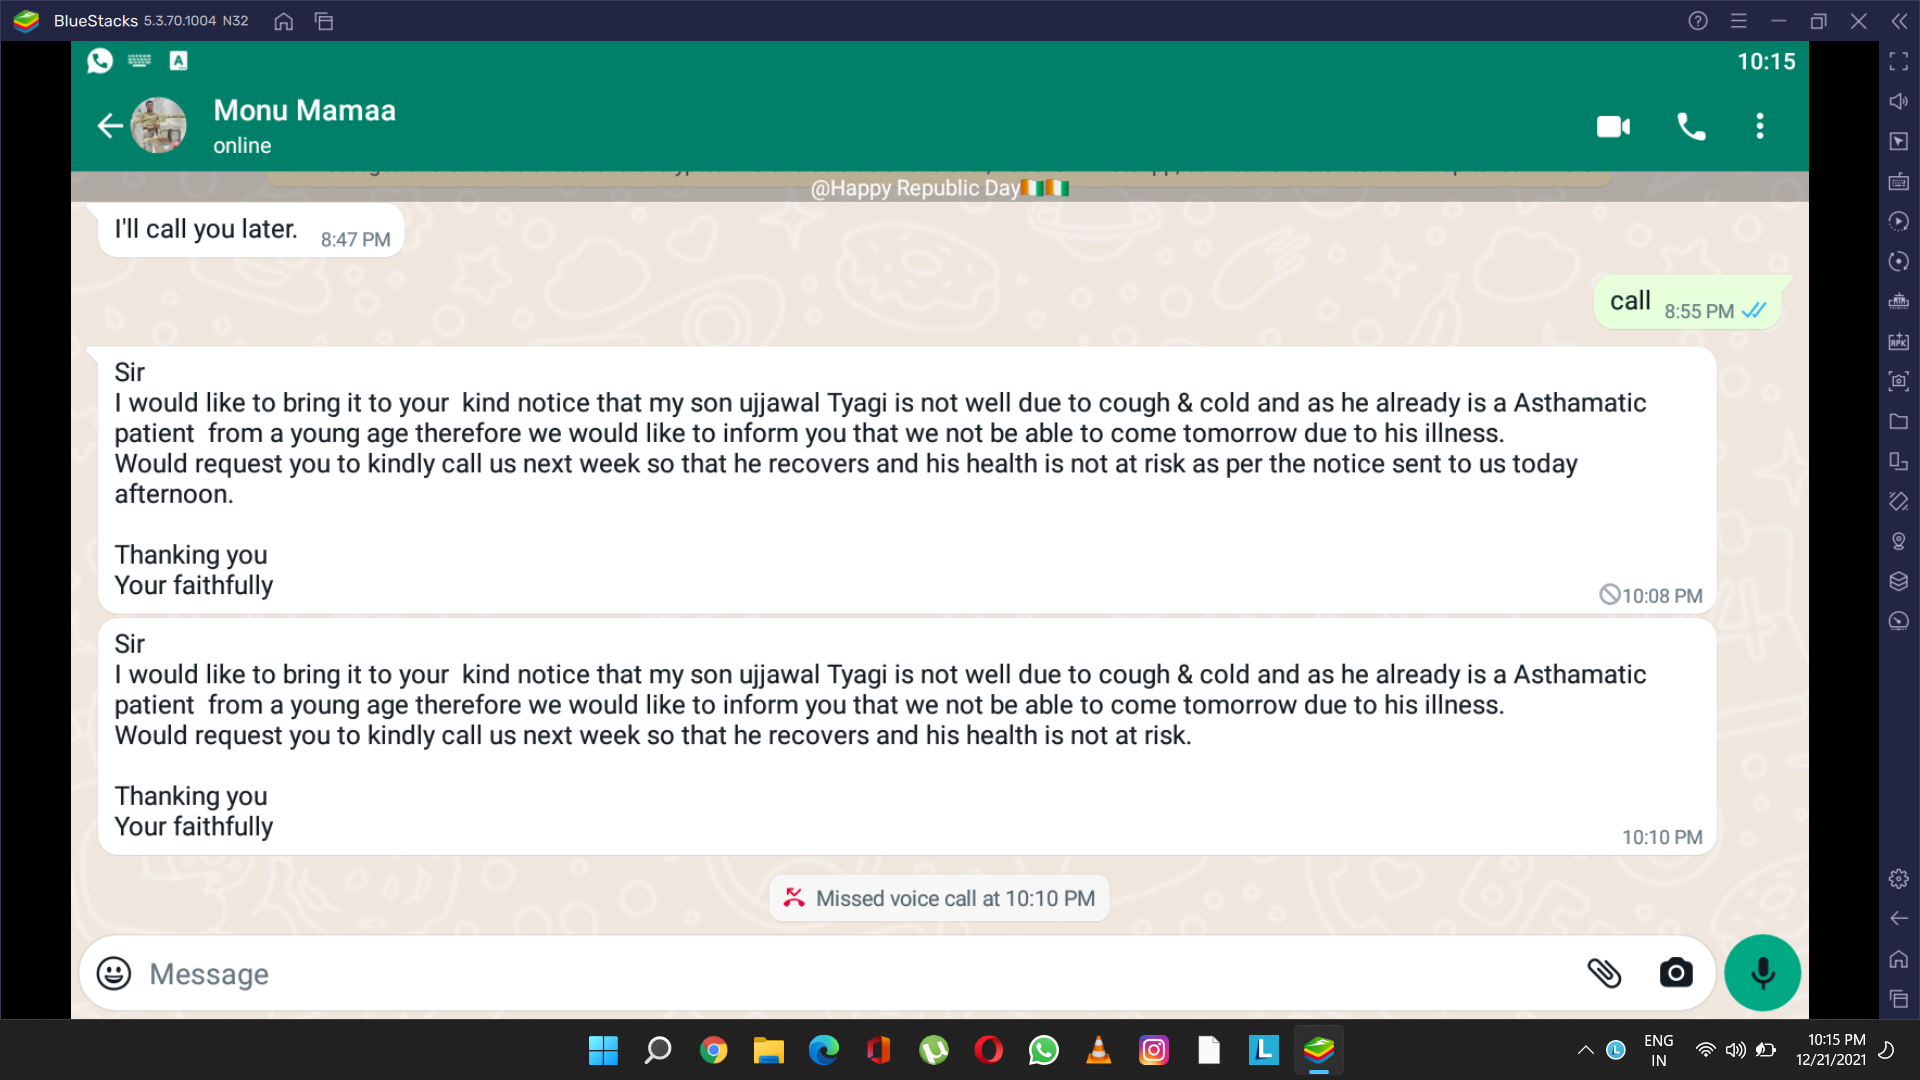 BlueStacks 5.3.70.1004 N32
10:15
Monu Mamaa
online
@Happy Republic Day🇨🇮🇨🇮
I'll call you later. 8:47 PM
call 8:55 PM
Sir
I would like to bring it to your  kind notice that my son ujjawal Tyagi is not well due to cough & cold and as he already is a Asthamatic
patient  from a young age therefore we would like to inform you that we not be able to come tomorrow due to his illness.
Would request you to kindly call us next week so that he recovers and his health is not at risk as per the notice sent to us today
afternoon.
Thanking you
Your faithfully
10:08 PM
Sir
I would like to bring it to your  kind notice that my son ujjawal Tyagi is not well due to cough & cold and as he already is a Asthamatic
patient  from a young age therefore we would like to inform you that we not be able to come tomorrow due to his illness.
Would request you to kindly call us next week so that he recovers and his health is not at risk.
Thanking you
Your faithfully
10:10 PM
Missed voice call at 10:10 PM
Message
ENG
IN
10:15 PM
12/21/2021